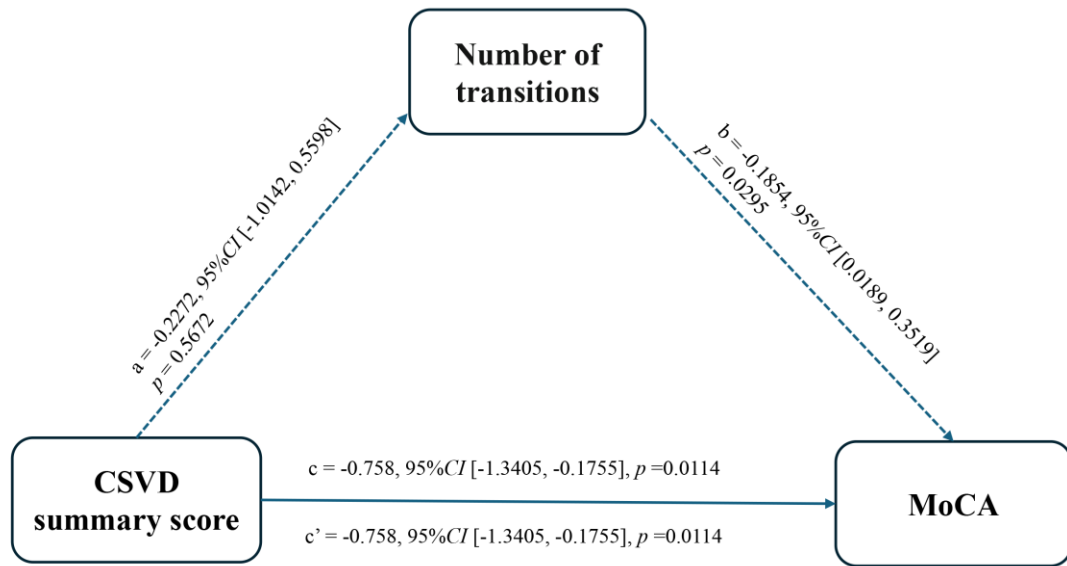 Number of
transitions
a = -0.2272, 95%CI [-1.0142, 0.5598]
p = 0.5672
b = -0.1854, 95%CI [0.0189, 0.3519]
p = 0.0295
CSVD
summary score
c = -0.758, 95%CI [-1.3405, -0.1755], p =0.0114
c’ = -0.758, 95%CI [-1.3405, -0.1755], p =0.0114
MoCA